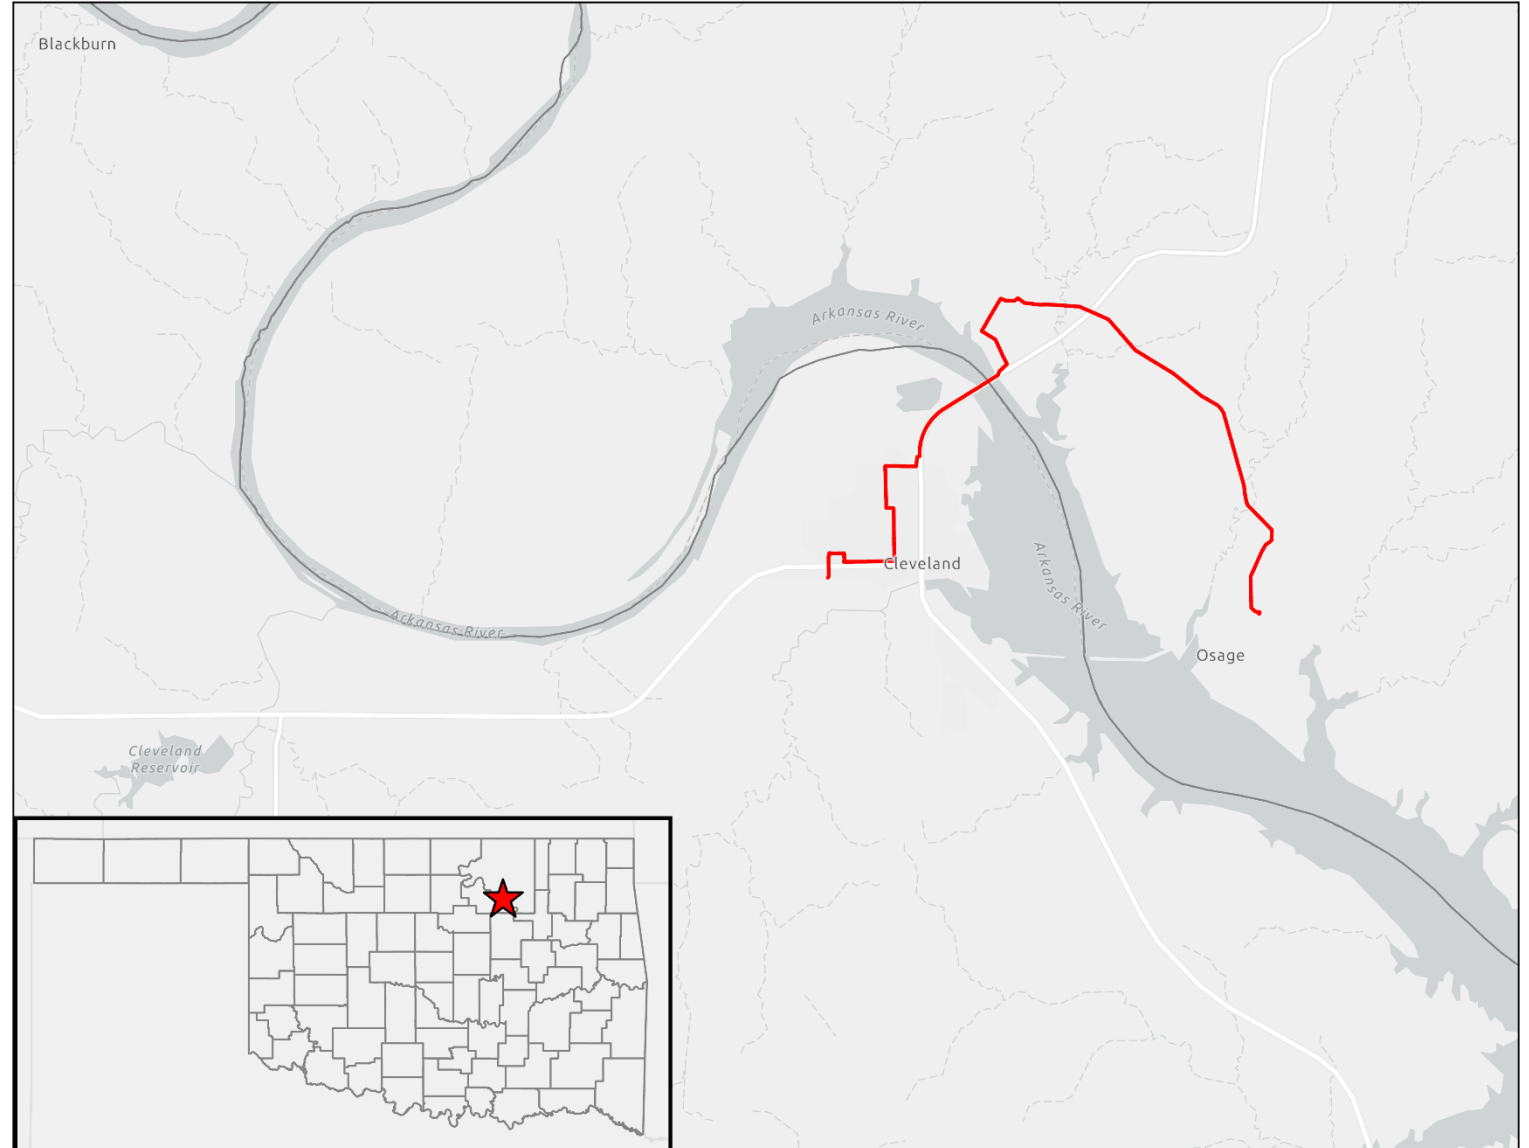 Blackburn
Arkansas River
Cleveland
Arkansas River
Arkansas River
Osage
Cleveland
Reservoir